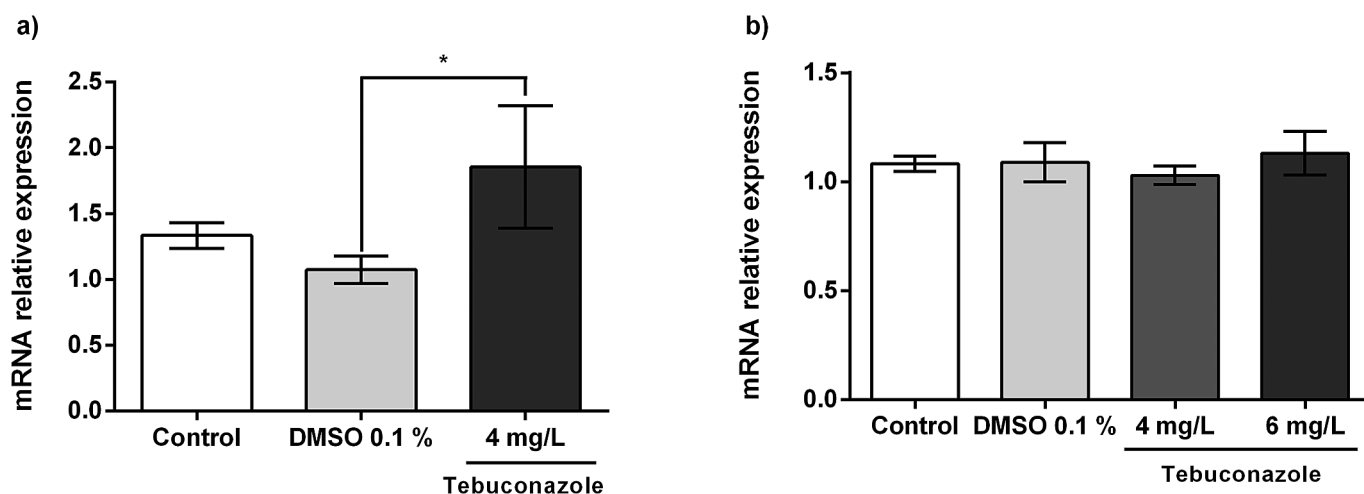 a)
mRNA relative expression
2.5
2.0
1.5
1.0
0.5
0.0
*
Control
DMSO 0.1 %
4 mg/L
Tebuconazole
b)
mRNA relative expression
1.5
1.0
0.5
0.0
Control
DMSO 0.1 %
4 mg/L
6 mg/L
Tebuconazole